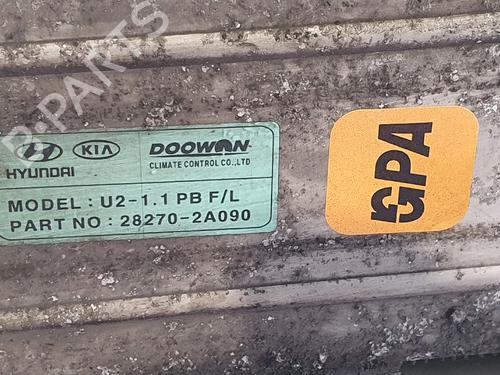 B-PARTS
HYUNDAI
KIA
DOOWON
CLIMATE CONTROL CO.,LTD
MODEL : U2-1.1 PB F/L
PART NO : 28270-2A090
GPA